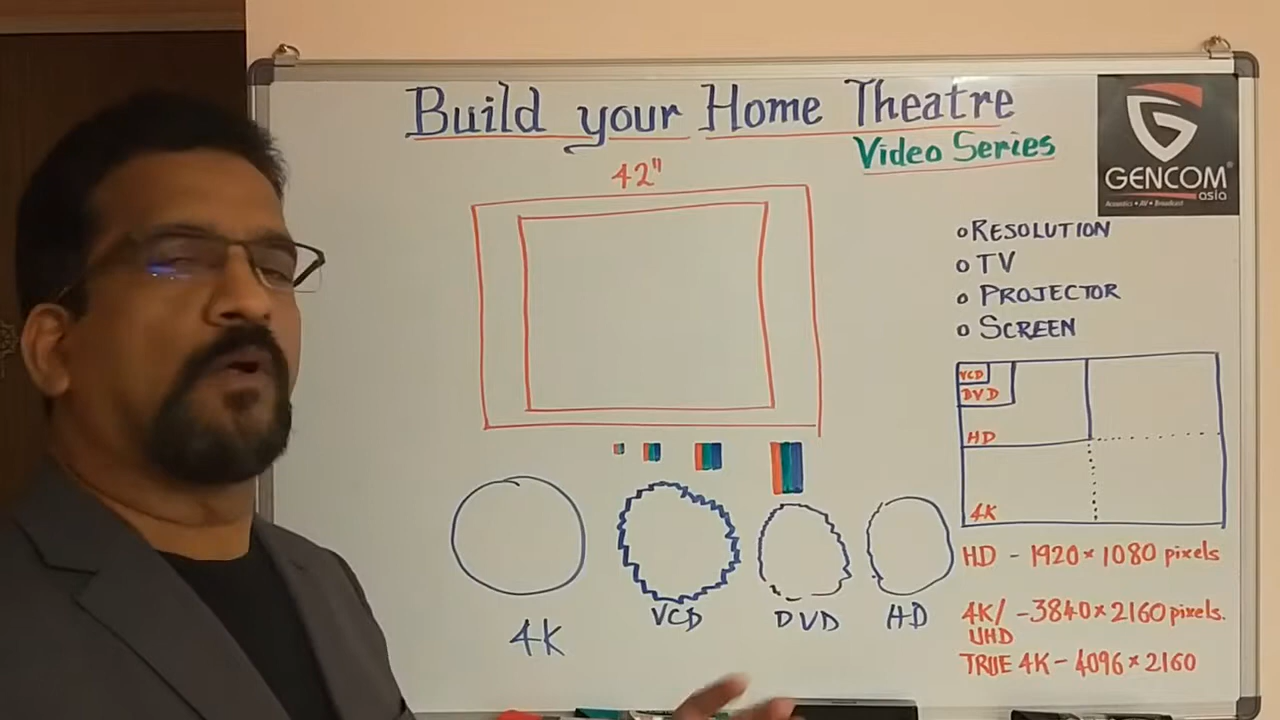 Build your Home Theatre
Video Series
GENCOM
asia
Acoustics • AV • Broadcast
42"
o RESOLUTION
o TV
o PROJECTOR
o SCREEN
VCD
DVD
HD
4K
4K
VCD
DVD
HD
HD - 1920 × 1080 pixels
4K/ - 3840 × 2160 pixels.
UHD
TRUE 4K - 4096 × 2160